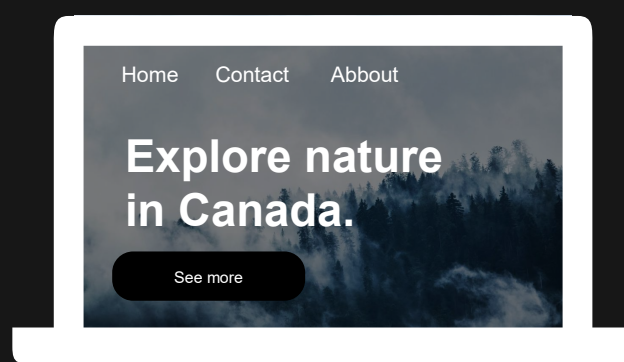 Home Contact Abbout
Explore nature
in Canada.
See more